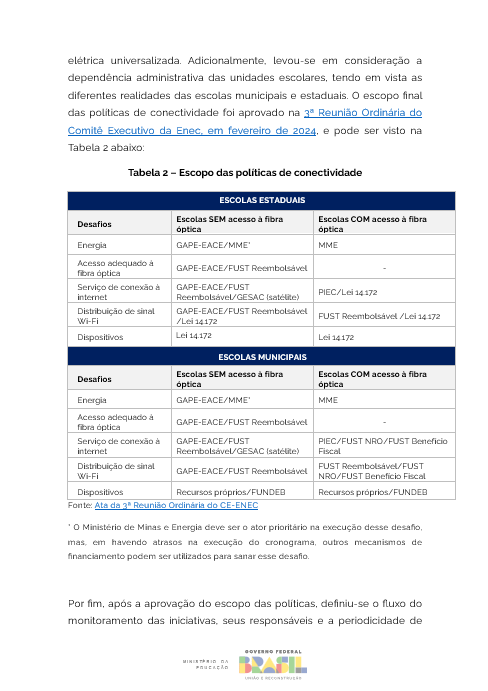 elétrica universalizada. Adicionalmente, levou-se em consideração a
dependência administrativa das unidades escolares, tendo em vista as
diferentes realidades das escolas municipais e estaduais. O escopo final
das políticas de conectividade foi aprovado na 3ª Reunião Ordinária do
Comitê Executivo da Enec, em fevereiro de 2024, e pode ser visto na
Tabela 2 abaixo:
Tabela 2 – Escopo das políticas de conectividade
ESCOLAS ESTADUAIS
Desafios
Escolas SEM acesso à fibra
óptica
Escolas COM acesso à fibra
óptica
Energia
GAPE-EACE/MME*
MME
Acesso adequado à
fibra óptica
GAPE-EACE/FUST Reembolsável
-
Serviço de conexão à
internet
GAPE-EACE/FUST
Reembolsável/GESAC (satélite)
PIEC/Lei 14.172
Distribuição de sinal
Wi-Fi
GAPE-EACE/FUST Reembolsável
/Lei 14.172
FUST Reembolsável /Lei 14.172
Dispositivos
Lei 14.172
Lei 14.172
ESCOLAS MUNICIPAIS
Desafios
Escolas SEM acesso à fibra
óptica
Escolas COM acesso à fibra
óptica
Energia
GAPE-EACE/MME*
MME
Acesso adequado à
fibra óptica
GAPE-EACE/FUST Reembolsável
-
Serviço de conexão à
internet
GAPE-EACE/FUST
Reembolsável/GESAC (satélite)
PIEC/FUST NRO/FUST Benefício
Fiscal
Distribuição de sinal
Wi-Fi
GAPE-EACE/FUST Reembolsável
FUST Reembolsável/FUST
NRO/FUST Benefício Fiscal
Dispositivos
Recursos próprios/FUNDEB
Recursos próprios/FUNDEB
Fonte: Ata da 3ª Reunião Ordinária do CE-ENEC
* O Ministério de Minas e Energia deve ser o ator prioritário na execução desse desafio,
mas, em havendo atrasos na execução do cronograma, outros mecanismos de
financiamento podem ser utilizados para sanar esse desafio.
Por fim, após a aprovação do escopo das políticas, definiu-se o fluxo do
monitoramento das iniciativas, seus responsáveis e a periodicidade de
MINISTÉRIO DA
EDUCAÇÃO
GOVERNO FEDERAL
BRASIL
UNIÃO E RECONSTRUÇÃO